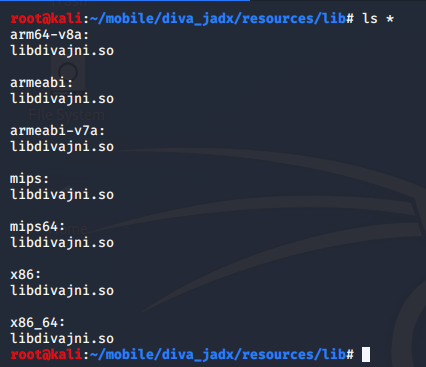 root@kali:~/mobile/diva_jadx/resources/lib# ls *
arm64-v8a:
libdivajni.so
armeabi:
libdivajni.so
armeabi-v7a:
libdivajni.so
mips:
libdivajni.so
mips64:
libdivajni.so
x86:
libdivajni.so
x86_64:
libdivajni.so
root@kali:~/mobile/diva_jadx/resources/lib#